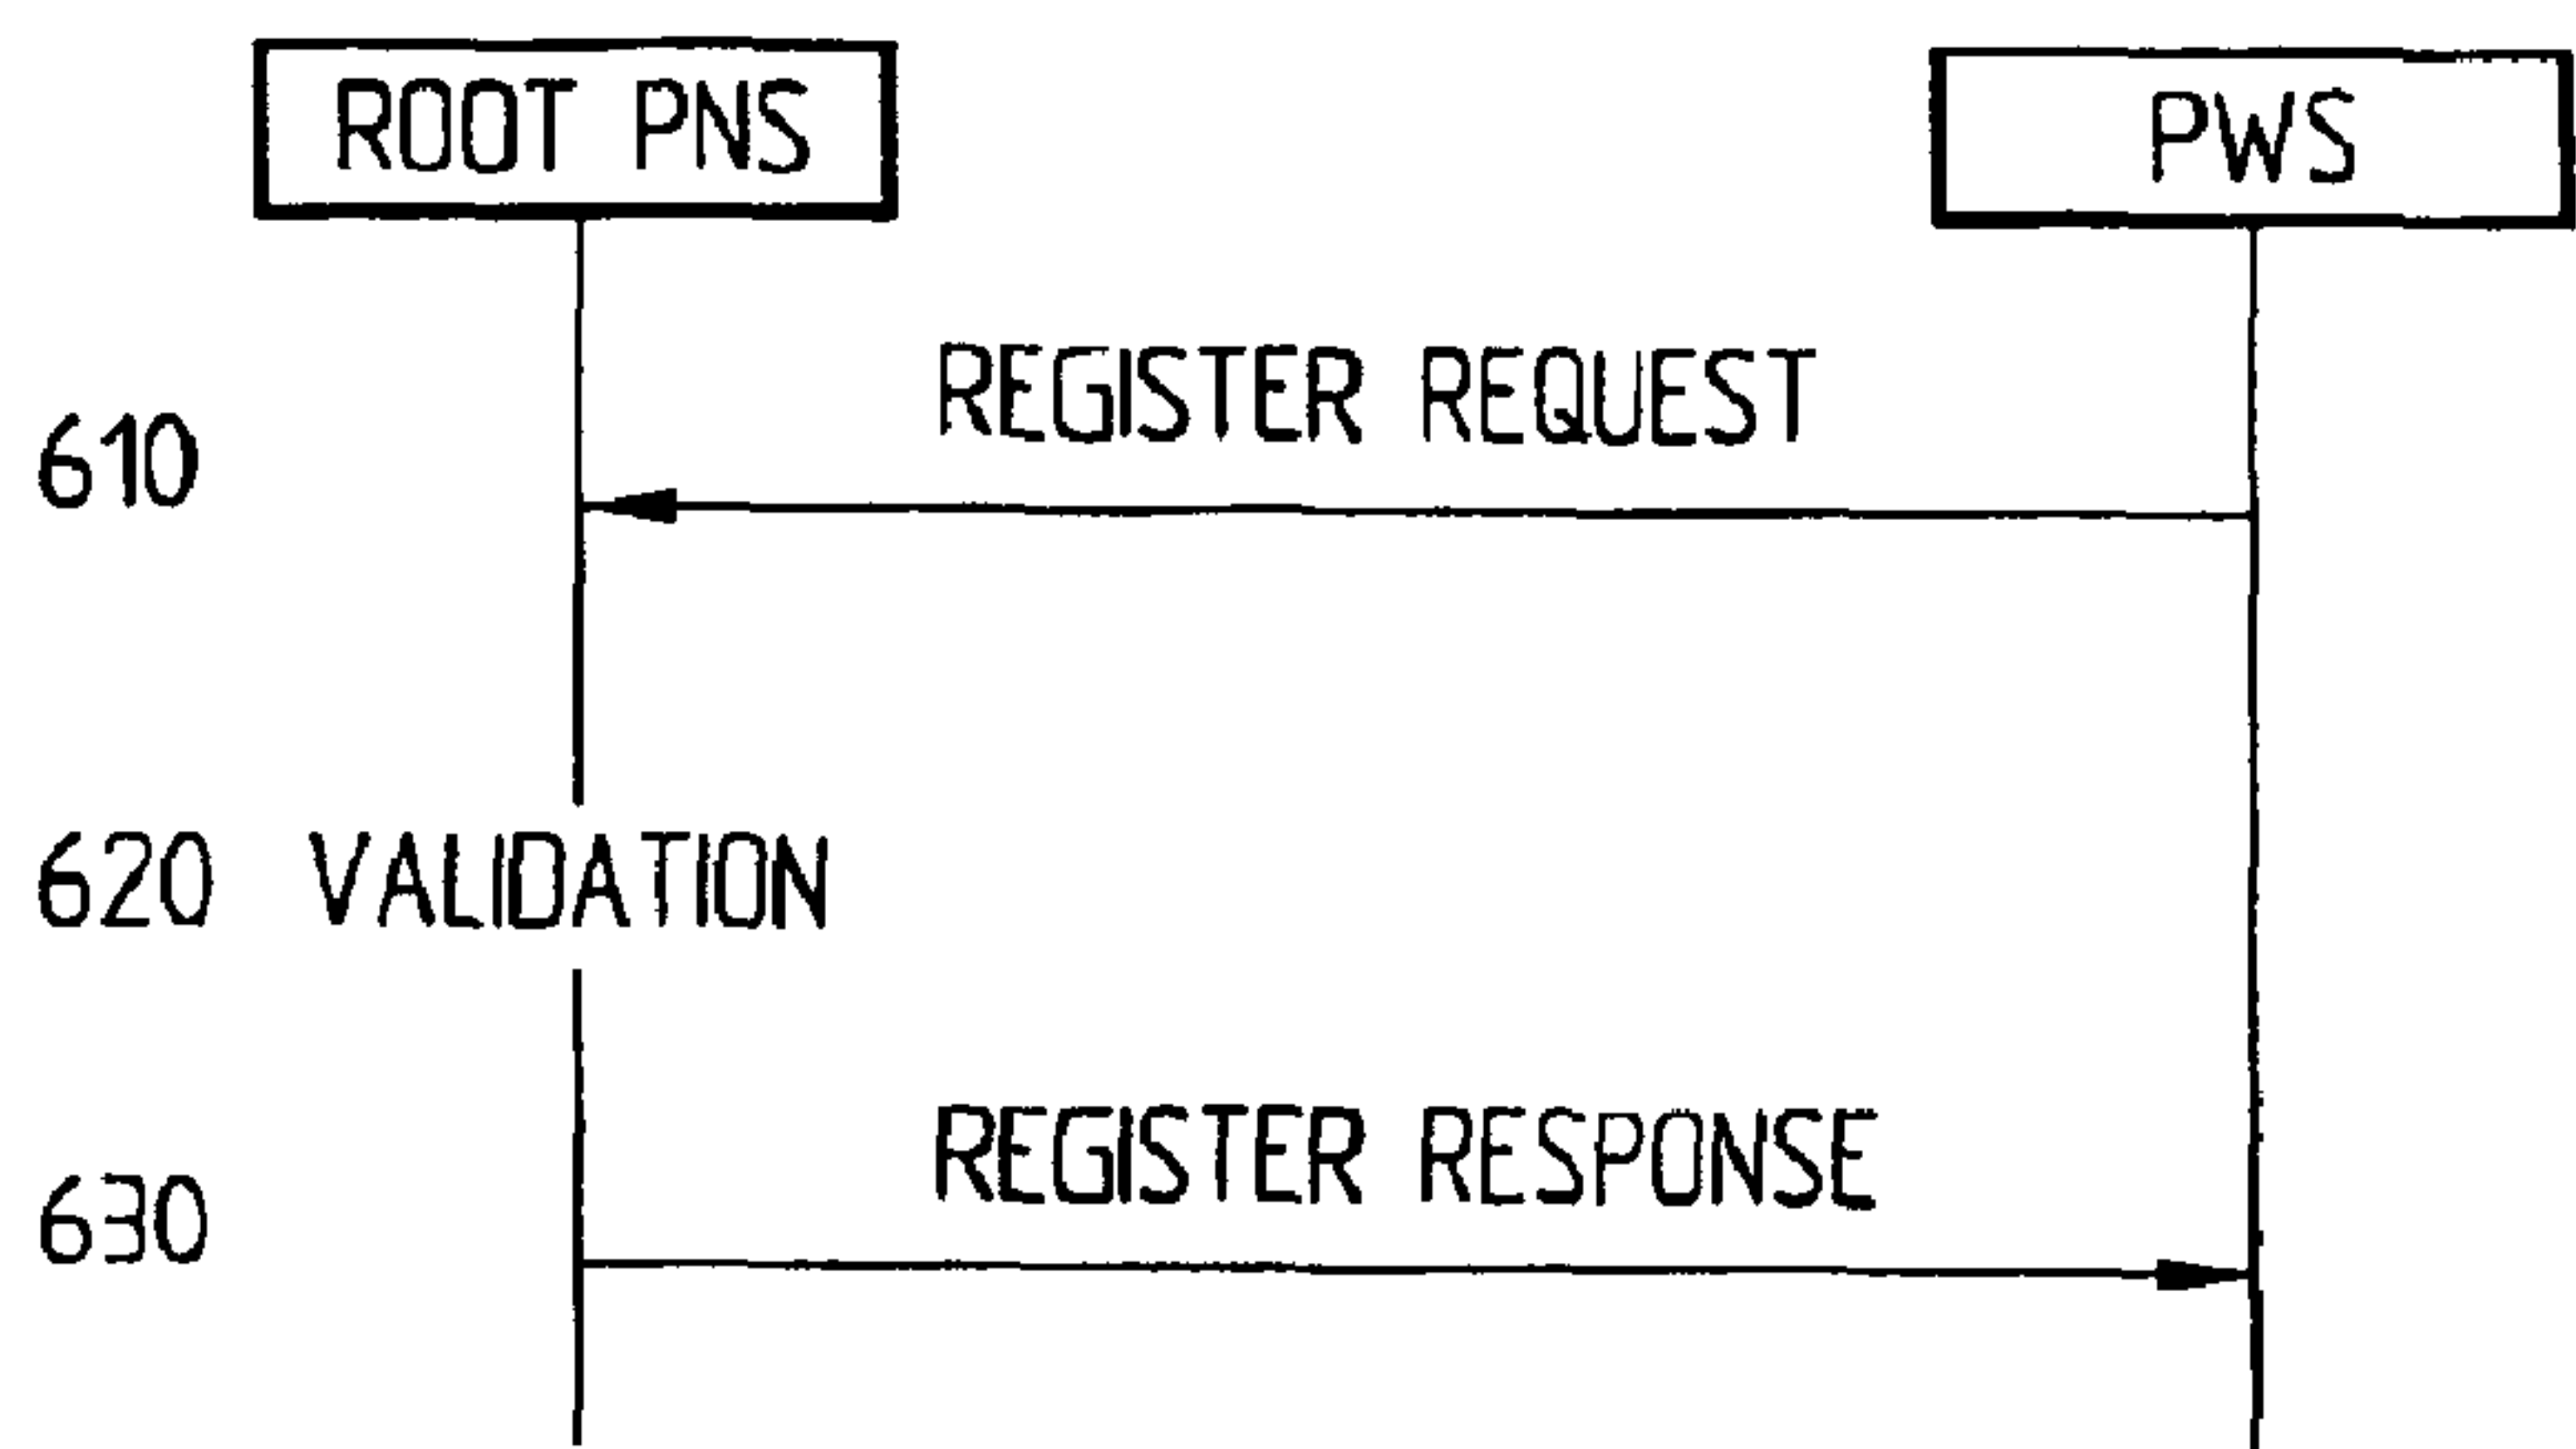 ROOT PNS
PWS
610 REGISTER REQUEST
620 VALIDATION
630 REGISTER RESPONSE